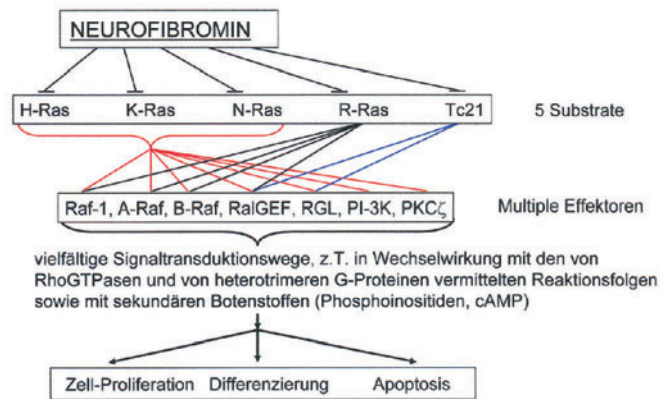 NEUROFIBROMIN
H-Ras K-Ras N-Ras R-Ras Tc21 5 Substrate
Raf-1, A-Raf, B-Raf, RalGEF, RGL, PI-3K, PKCζ Multiple Effektoren
vielfältige Signaltransduktionswege, z.T. in Wechselwirkung mit den von
RhoGTPasen und von heterotrimeren G-Proteinen vermittelten Reaktionsfolgen
sowie mit sekundären Botenstoffen (Phosphoinositiden, cAMP)
Zell-Proliferation Differenzierung Apoptosis